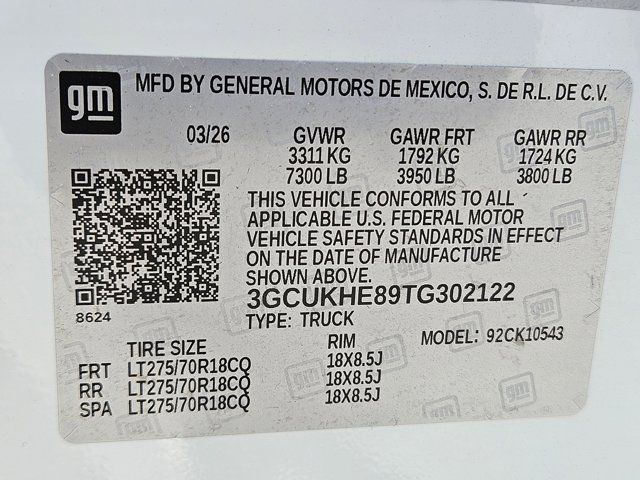 gm
MFD BY GENERAL MOTORS DE MEXICO, S. DE R.L. DE C.V.
03/26 GVWR GAWR FRT GAWR RR
3311 KG 1792 KG 1724 KG
7300 LB 3950 LB 3800 LB
THIS VEHICLE CONFORMS TO ALL
APPLICABLE U.S. FEDERAL MOTOR
VEHICLE SAFETY STANDARDS IN EFFECT
ON THE DATE OF MANUFACTURE
SHOWN ABOVE.
3GCUKHE89TG302122
8624
TYPE: TRUCK MODEL: 92CK10543
TIRE SIZE RIM
FRT LT275/70R18CQ 18X8.5J
RR LT275/70R18CQ 18X8.5J
SPA LT275/70R18CQ 18X8.5J